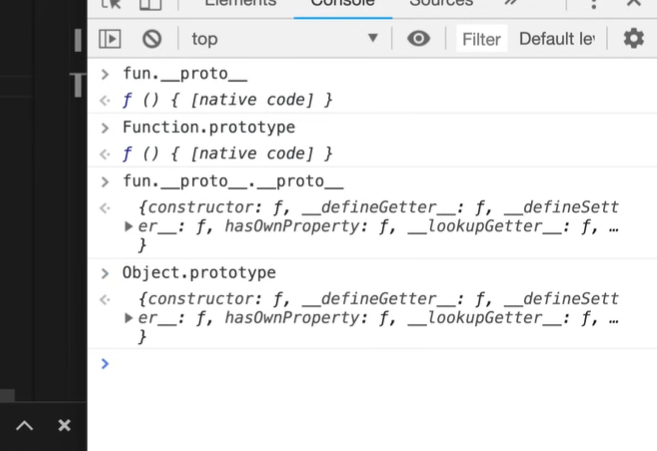 Elements Console Sources »
top ▼ Filter Default le
> fun.__proto__
<· ƒ () { [native code] }
> Function.prototype
<· ƒ () { [native code] }
> fun.__proto__.__proto__
<· {constructor: ƒ, __defineGetter__: ƒ, __defineSett
▶er__: ƒ, hasOwnProperty: ƒ, __lookupGetter__: ƒ, …
}
> Object.prototype
<· {constructor: ƒ, __defineGetter__: ƒ, __defineSett
▶er__: ƒ, hasOwnProperty: ƒ, __lookupGetter__: ƒ, …
}
>